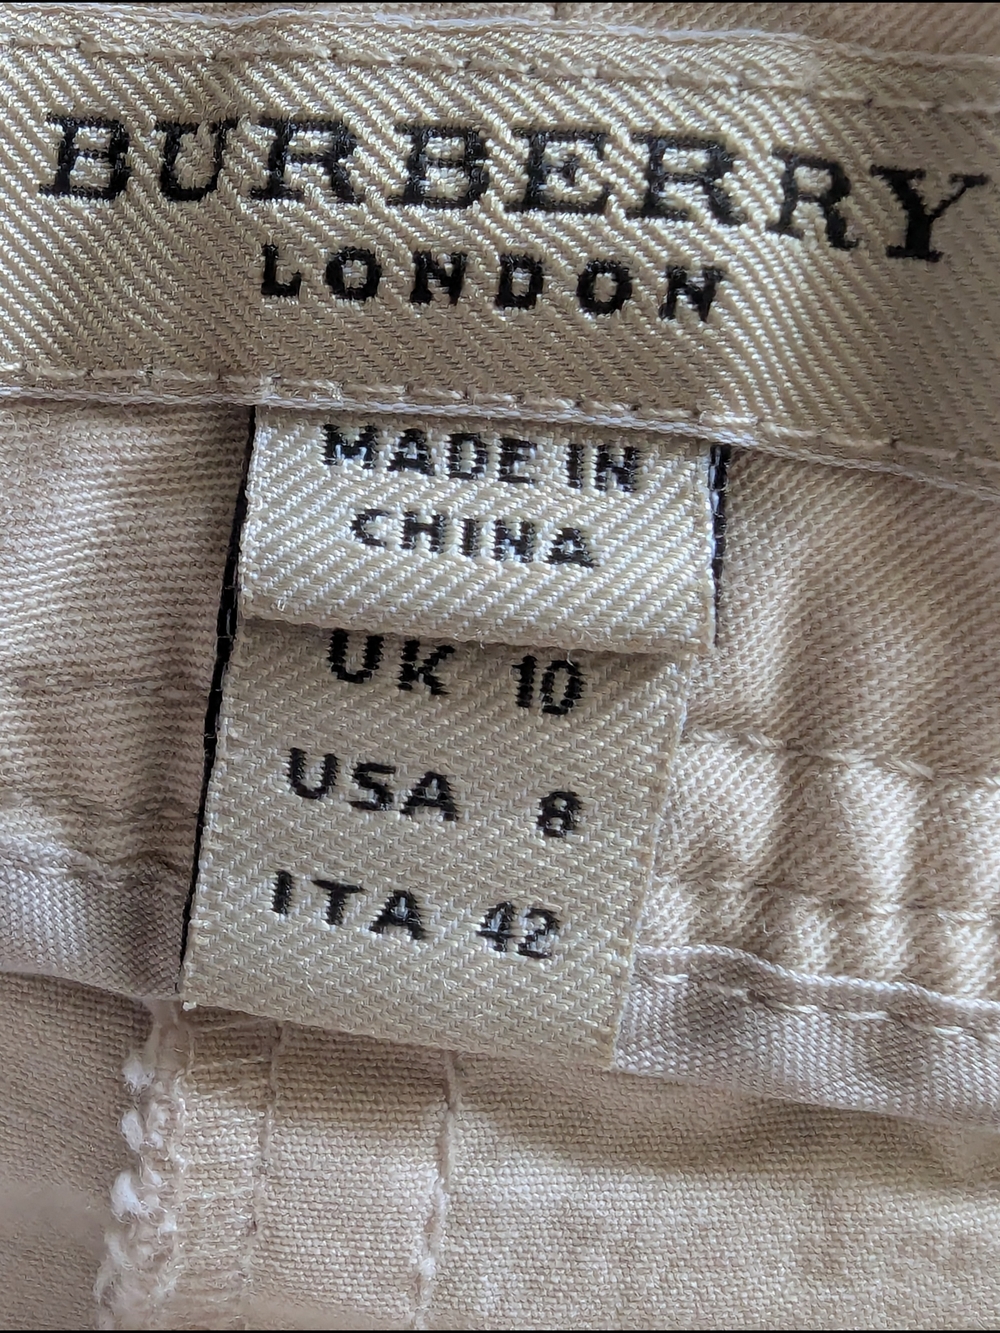 BURBERRY
LONDON
MADE IN
CHINA
UK 10
USA 8
ITA 42